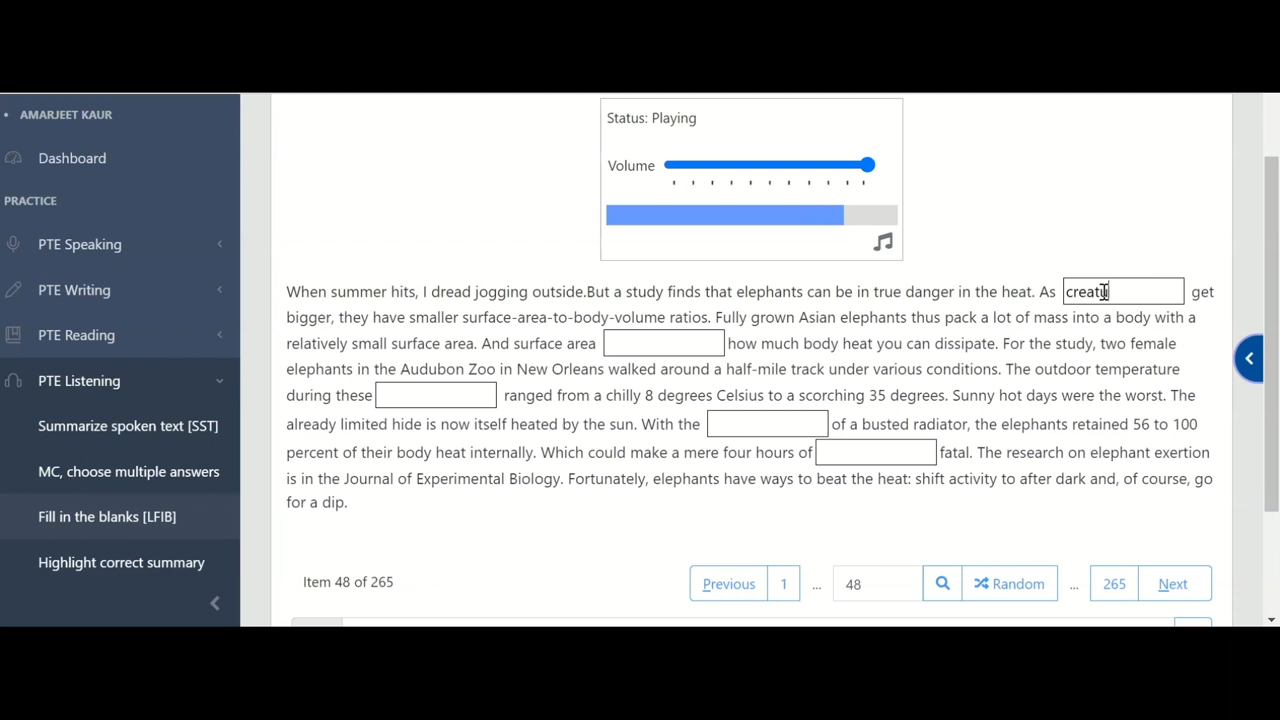 AMARJEET KAUR
Dashboard
PRACTICE
PTE Speaking
PTE Writing
PTE Reading
PTE Listening
Summarize spoken text [SST]
MC, choose multiple answers
Fill in the blanks [LFIB]
Highlight correct summary
Status: Playing
Volume
When summer hits, I dread jogging outside.But a study finds that elephants can be in true danger in the heat. As creatu get
bigger, they have smaller surface-area-to-body-volume ratios. Fully grown Asian elephants thus pack a lot of mass into a body with a
relatively small surface area. And surface area how much body heat you can dissipate. For the study, two female
elephants in the Audubon Zoo in New Orleans walked around a half-mile track under various conditions. The outdoor temperature
during these ranged from a chilly 8 degrees Celsius to a scorching 35 degrees. Sunny hot days were the worst. The
already limited hide is now itself heated by the sun. With the of a busted radiator, the elephants retained 56 to 100
percent of their body heat internally. Which could make a mere four hours of fatal. The research on elephant exertion
is in the Journal of Experimental Biology. Fortunately, elephants have ways to beat the heat: shift activity to after dark and, of course, go
for a dip.
Item 48 of 265
Previous 1 ... 48 Random ... 265 Next